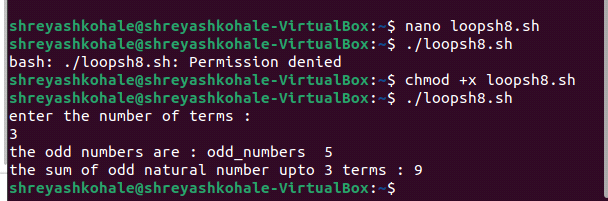 shreyashkohale@shreyashkohale-VirtualBox:~$ nano loopsh8.sh
shreyashkohale@shreyashkohale-VirtualBox:~$ ./loopsh8.sh
bash: ./loopsh8.sh: Permission denied
shreyashkohale@shreyashkohale-VirtualBox:~$ chmod +x loopsh8.sh
shreyashkohale@shreyashkohale-VirtualBox:~$ ./loopsh8.sh
enter the number of terms :
3
the odd numbers are : odd_numbers  5
the sum of odd natural number upto 3 terms : 9
shreyashkohale@shreyashkohale-VirtualBox:~$